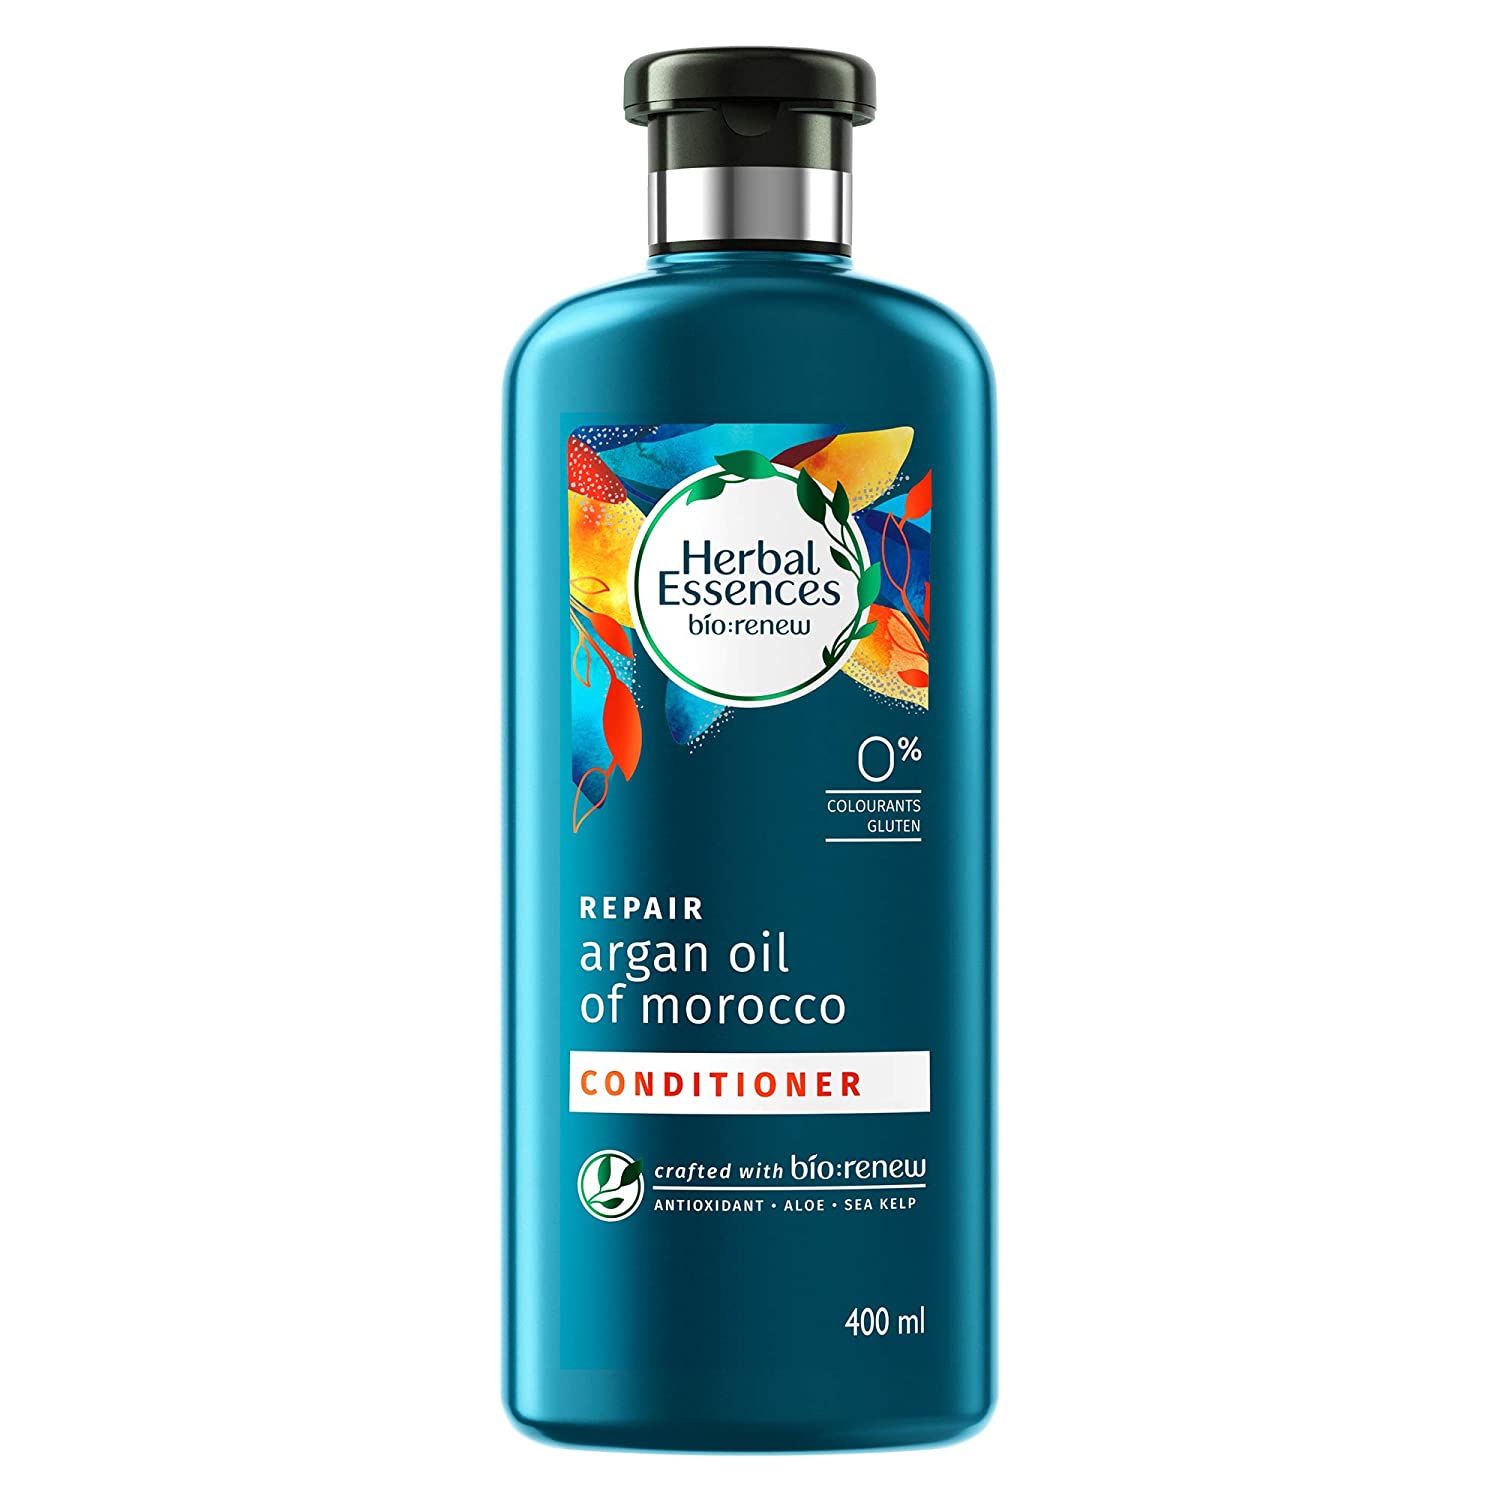 Herbal
Essences
bío:renew
0%
COLOURANTS
GLUTEN
REPAIR
argan oil
of morocco
CONDITIONER
crafted with bío:renew
ANTIOXIDANT • ALOE • SEA KELP
400 ml